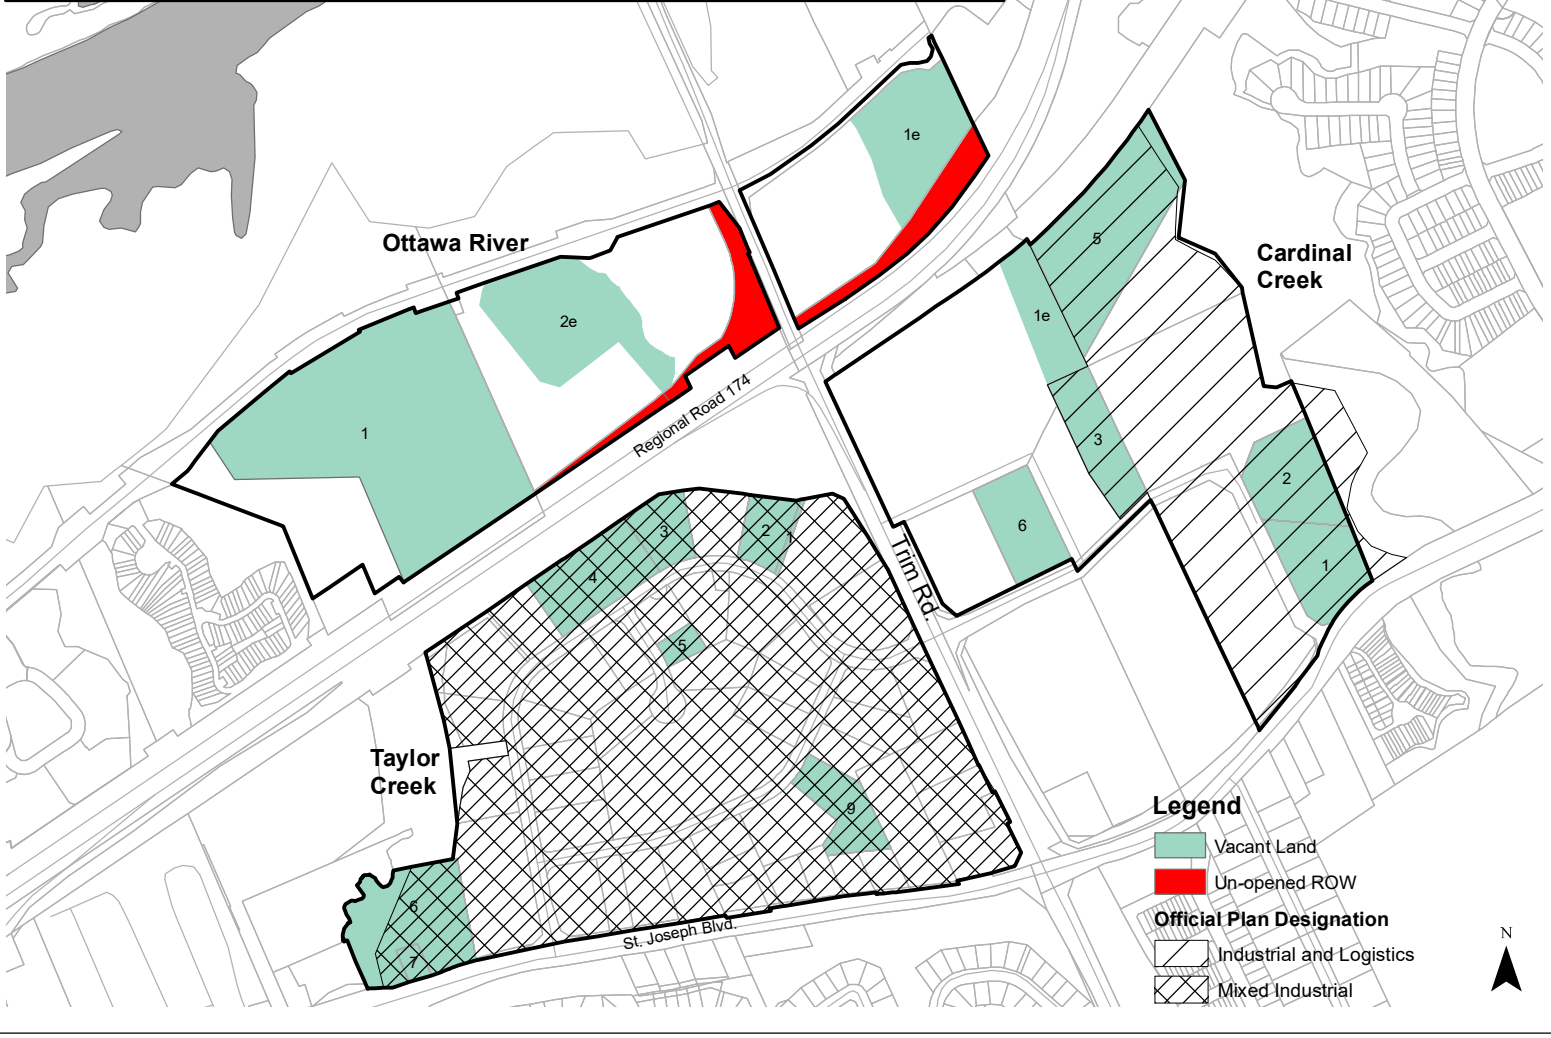 1e
5
Ottawa River
Cardinal
Creek
2e
1e
1
Regional Road 174
3
2
6
3
2
1
4
1
Trim Rd.
5
Taylor
Creek
9
Legend
Vacant Land
Un-opened ROW
6
Official Plan Designation
St. Joseph Blvd.
N
7
Industrial and Logistics
Mixed Industrial